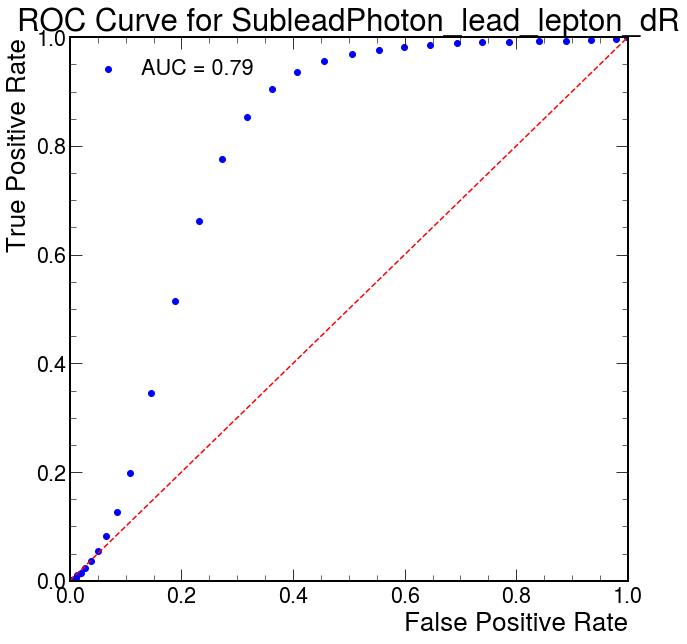 ROC Curve for SubleadPhoton_lead_lepton_dR
AUC = 0.79
True Positive Rate
1.0
0.8
0.6
0.4
0.2
0.0
0.0 0.2 0.4 0.6 0.8 1.0
False Positive Rate